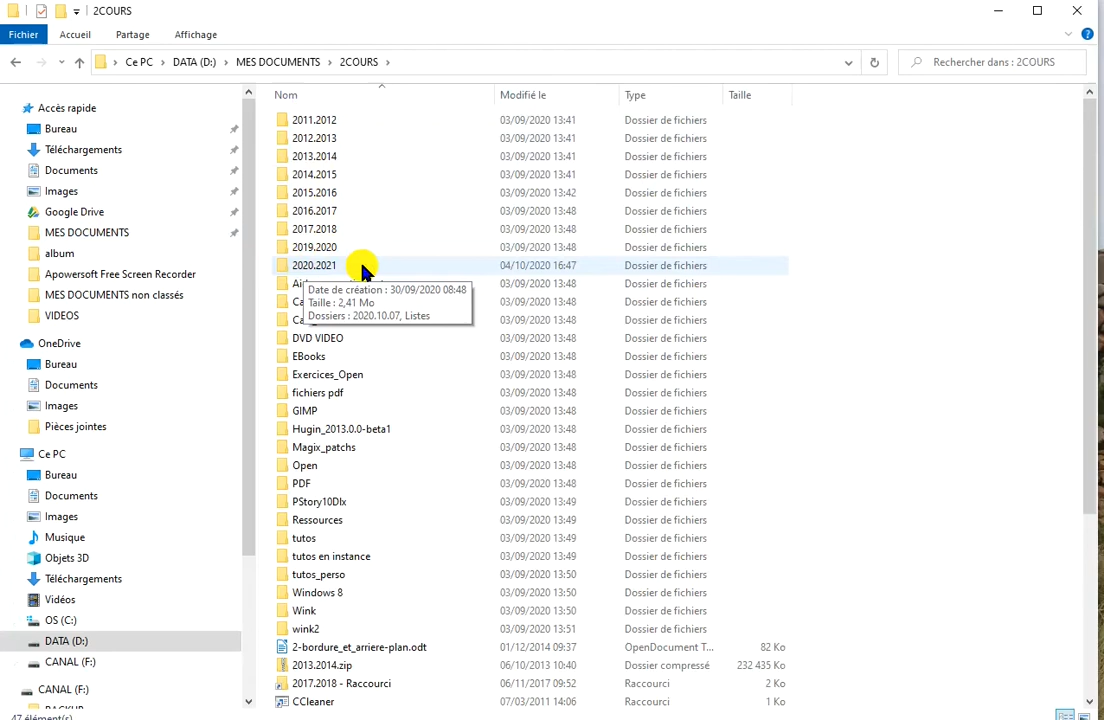 2COURS
Fichier Accueil Partage Affichage
Ce PC > DATA (D:) > MES DOCUMENTS > 2COURS >
Rechercher dans : 2COURS
Accès rapide
Bureau
Téléchargements
Documents
Images
Google Drive
MES DOCUMENTS
album
Apowersoft Free Screen Recorder
MES DOCUMENTS non classés
VIDEOS
OneDrive
Bureau
Documents
Images
Pièces jointes
Ce PC
Bureau
Documents
Images
Musique
Objets 3D
Téléchargements
Vidéos
OS (C:)
DATA (D:)
CANAL (F:)
CANAL (F:)
BACKUP
Nom Modifié le Type Taille
2011.2012 03/09/2020 13:41 Dossier de fichiers
2012.2013 03/09/2020 13:41 Dossier de fichiers
2013.2014 03/09/2020 13:41 Dossier de fichiers
2014.2015 03/09/2020 13:41 Dossier de fichiers
2015.2016 03/09/2020 13:42 Dossier de fichiers
2016.2017 03/09/2020 13:48 Dossier de fichiers
2017.2018 03/09/2020 13:48 Dossier de fichiers
2019.2020 03/09/2020 13:48 Dossier de fichiers
2020.2021 04/10/2020 16:47 Dossier de fichiers
03/09/2020 13:48 Dossier de fichiers
03/09/2020 13:48 Dossier de fichiers
03/09/2020 13:48 Dossier de fichiers
Date de création : 30/09/2020 08:48
Taille : 2,41 Mo
Dossiers : 2020.10.07, Listes
DVD VIDEO 03/09/2020 13:48 Dossier de fichiers
EBooks 03/09/2020 13:48 Dossier de fichiers
Exercices_Open 03/09/2020 13:48 Dossier de fichiers
fichiers pdf 03/09/2020 13:48 Dossier de fichiers
GIMP 03/09/2020 13:48 Dossier de fichiers
Hugin_2013.0.0-beta1 03/09/2020 13:48 Dossier de fichiers
Magix_patchs 03/09/2020 13:48 Dossier de fichiers
Open 03/09/2020 13:48 Dossier de fichiers
PDF 03/09/2020 13:48 Dossier de fichiers
PStory10Dlx 03/09/2020 13:49 Dossier de fichiers
Ressources 03/09/2020 13:49 Dossier de fichiers
tutos 03/09/2020 13:49 Dossier de fichiers
tutos en instance 03/09/2020 13:49 Dossier de fichiers
tutos_perso 03/09/2020 13:50 Dossier de fichiers
Windows 8 03/09/2020 13:50 Dossier de fichiers
Wink 03/09/2020 13:50 Dossier de fichiers
wink2 03/09/2020 13:51 Dossier de fichiers
2-bordure_et_arriere-plan.odt 01/12/2014 09:37 OpenDocument T... 82 Ko
2013.2014.zip 06/10/2013 10:40 Dossier compressé 232 435 Ko
2017.2018 - Raccourci 06/11/2017 09:52 Raccourci 2 Ko
CCleaner 07/03/2011 14:06 Raccourci 1 Ko
47 élément(s)